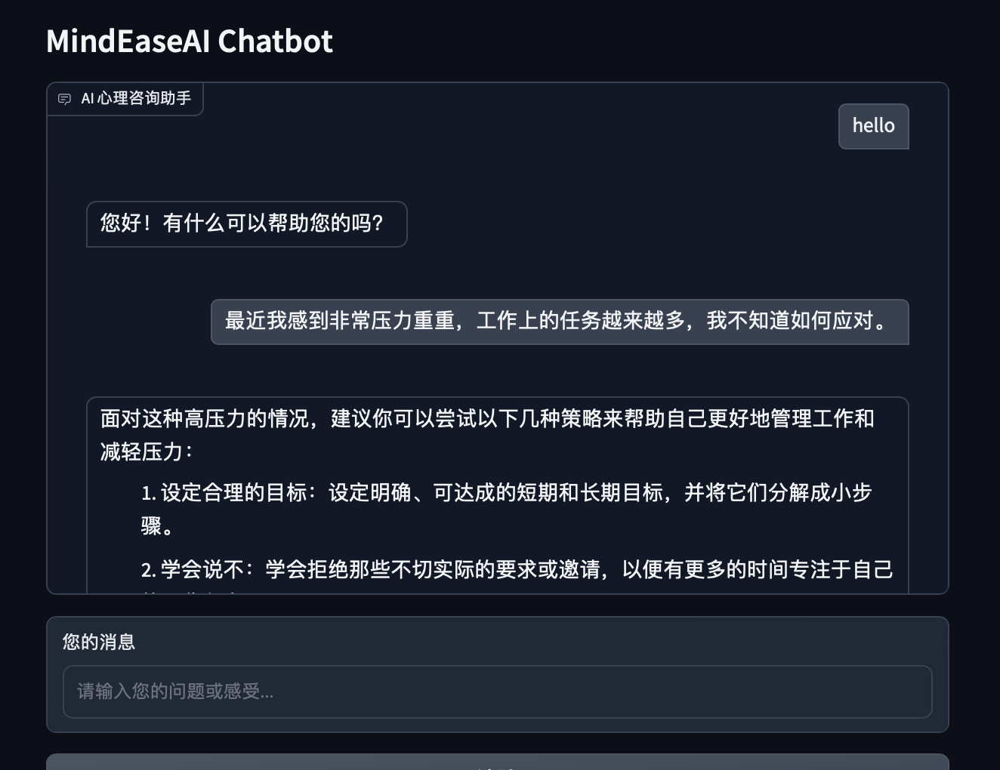 MindEaseAI Chatbot
AI 心理咨询助手
hello
您好！有什么可以帮助您的吗？
最近我感到非常压力重重，工作上的任务越来越多，我不知道如何应对。
面对这种高压力的情况，建议你可以尝试以下几种策略来帮助自己更好地管理工作和
减轻压力：
1. 设定合理的目标：设定明确、可达成的短期和长期目标，并将它们分解成小步
骤。
2. 学会说不：学会拒绝那些不切实际的要求或邀请，以便有更多的时间专注于自己
您的消息
请输入您的问题或感受...